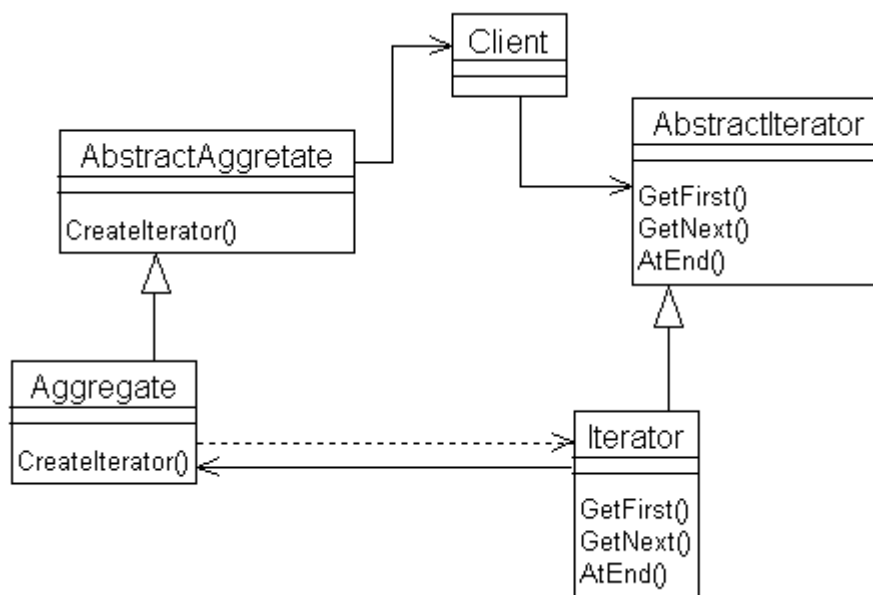 Client
AbstractIterator
GetFirst()
GetNext()
AtEnd()
AbstractAggretate
CreateIterator()
Aggregate
CreateIterator()
Iterator
GetFirst()
GetNext()
AtEnd()